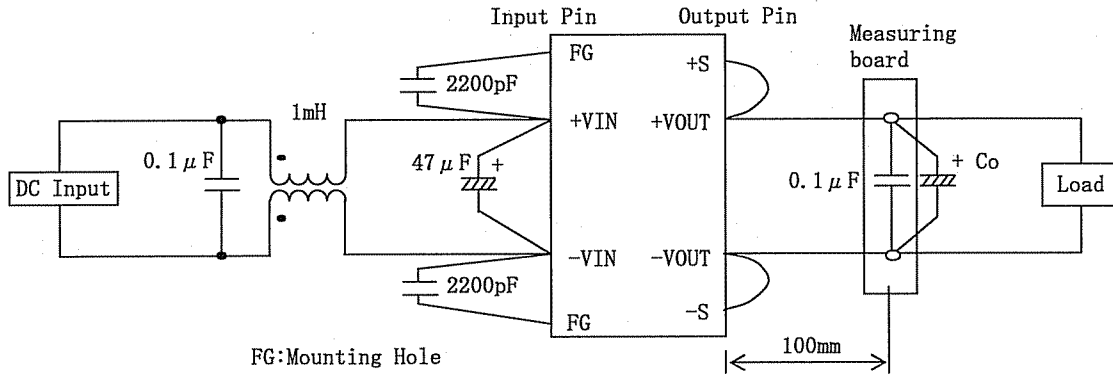 Input Pin
Output Pin
FG
+S
Measuring
board
2200pF
1mH
+VIN
+VOUT
0.1μF
47μF
+
0.1μF
+ Co
DC Input
Load
-VIN
-VOUT
2200pF
FG
-S
FG:Mounting Hole
100mm